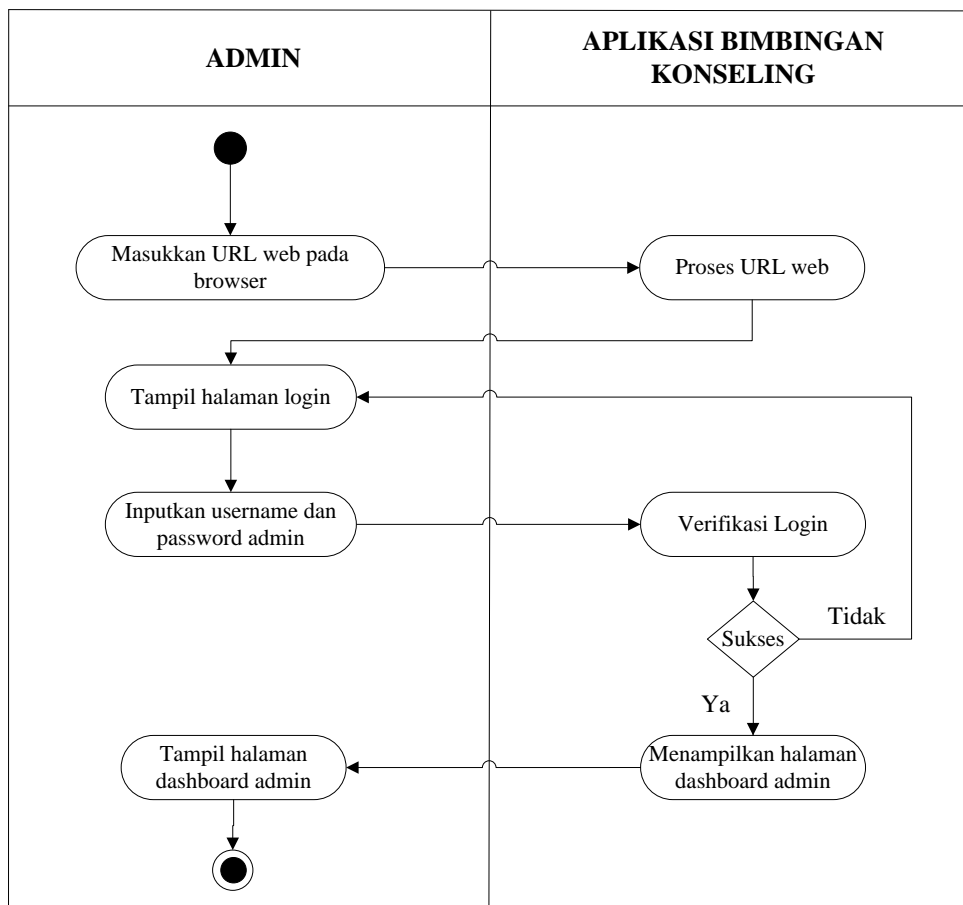 ADMIN
APLIKASI BIMBINGAN
KONSELING
Masukkan URL web pada
browser
Proses URL web
Tampil halaman login
Inputkan username dan
password admin
Verifikasi Login
Sukses
Tidak
Ya
Menampilkan halaman
dashboard admin
Tampil halaman
dashboard admin